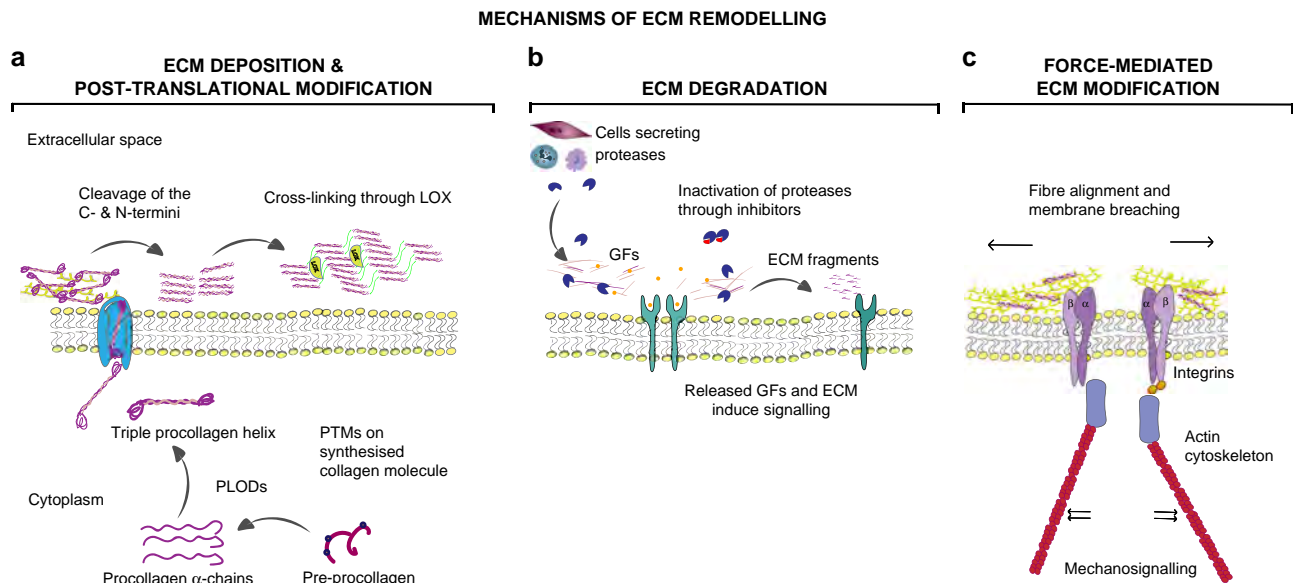 MECHANISMS OF ECM REMODELLING
a
ECM DEPOSITION &
POST-TRANSLATIONAL MODIFICATION
Extracellular space
Cleavage of the
C- & N-termini
Cross-linking through LOX
LOX
LOX
Triple procollagen helix
PTMs on
synthesised
collagen molecule
PLODs
Cytoplasm
Procollagen α-chains
Pre-procollagen
b
ECM DEGRADATION
Cells secreting
proteases
Inactivation of proteases
through inhibitors
GFs
ECM fragments
Released GFs and ECM
induce signalling
c
FORCE-MEDIATED
ECM MODIFICATION
Fibre alignment and
membrane breaching
β α
α β
Integrins
Actin
cytoskeleton
Mechanosignalling